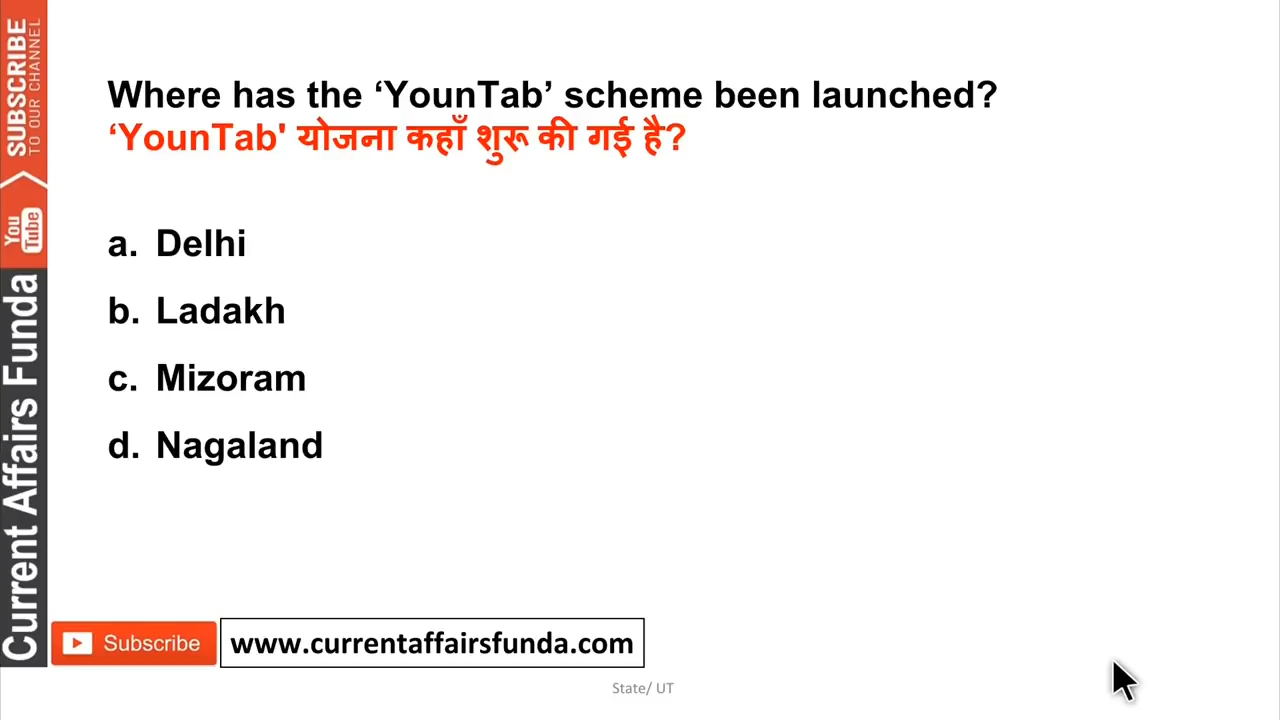 Where has the ‘YounTab’ scheme been launched?
‘YounTab' योजना कहाँ शुरू की गई है?
a. Delhi
b. Ladakh
c. Mizoram
d. Nagaland
SUBSCRIBE
TO OUR CHANNEL
You
Tube
Current Affairs Funda
Subscribe
www.currentaffairsfunda.com
State/ UT